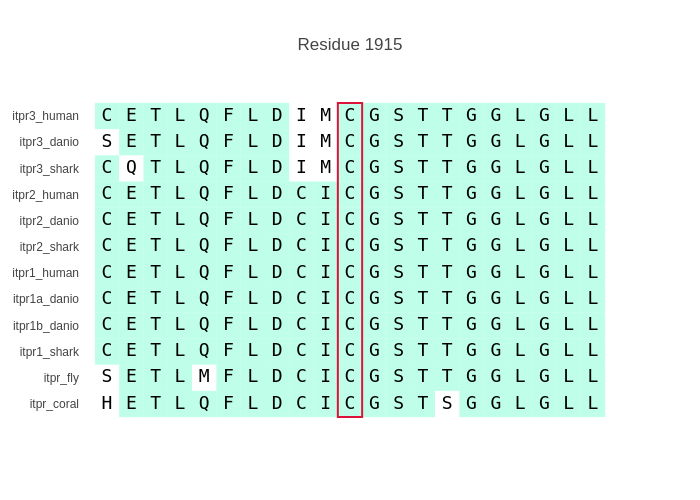 Residue 1915
itpr3_human C E T L Q F L D I M C G S T T G G L G L L
itpr3_danio S E T L Q F L D I M C G S T T G G L G L L
itpr3_shark C Q T L Q F L D I M C G S T T G G L G L L
itpr2_human C E T L Q F L D C I C G S T T G G L G L L
itpr2_danio C E T L Q F L D C I C G S T T G G L G L L
itpr2_shark C E T L Q F L D C I C G S T T G G L G L L
itpr1_human C E T L Q F L D C I C G S T T G G L G L L
itpr1a_danio C E T L Q F L D C I C G S T T G G L G L L
itpr1b_danio C E T L Q F L D C I C G S T T G G L G L L
itpr1_shark C E T L Q F L D C I C G S T T G G L G L L
itpr_fly S E T L M F L D C I C G S T T G G L G L L
itpr_coral H E T L Q F L D C I C G S T S G G L G L L